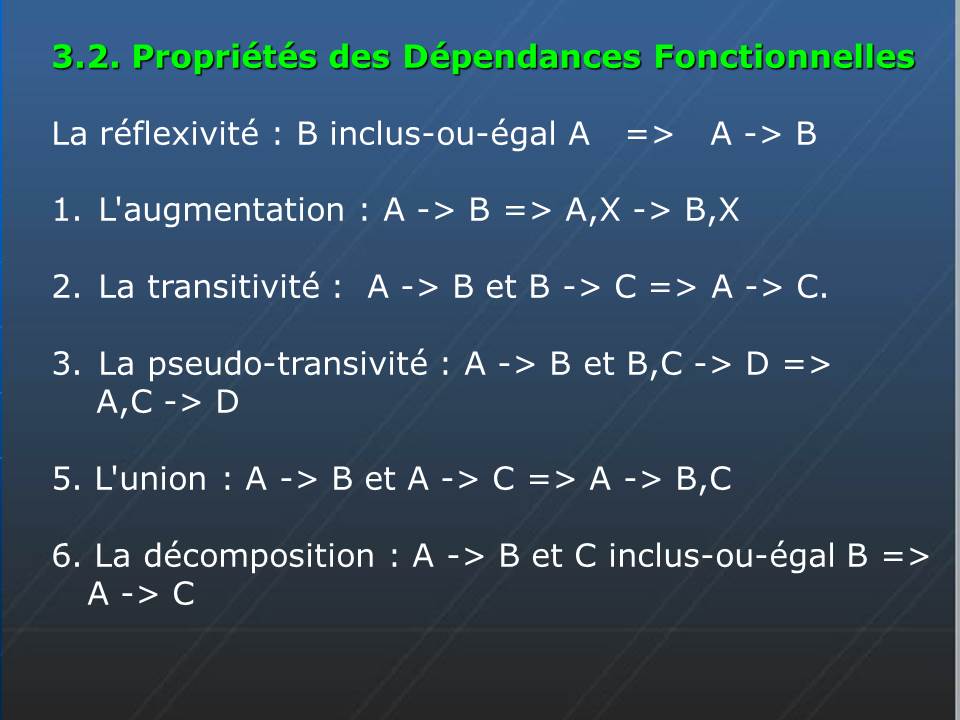 3.2. Propriétés des Dépendances Fonctionnelles
La réflexivité : B inclus-ou-égal A => A -> B
1. L'augmentation : A -> B => A,X -> B,X
2. La transitivité : A -> B et B -> C => A -> C.
3. La pseudo-transivité : A -> B et B,C -> D =>
A,C -> D
5. L'union : A -> B et A -> C => A -> B,C
6. La décomposition : A -> B et C inclus-ou-égal B =>
A -> C